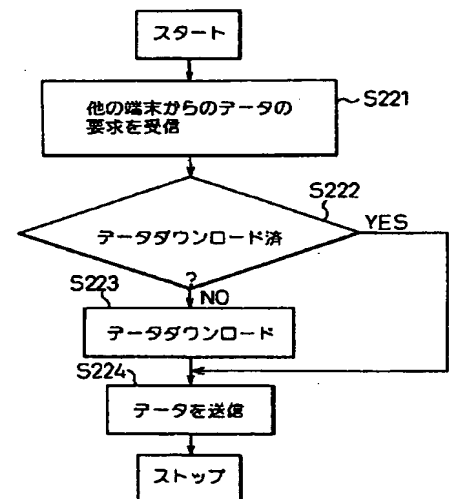 スタート
他の端末からのデータの
要求を受信
S221
S222
データダウンロード済
?
YES
NO
S223
データダウンロード
S224
データを送信
ストップ